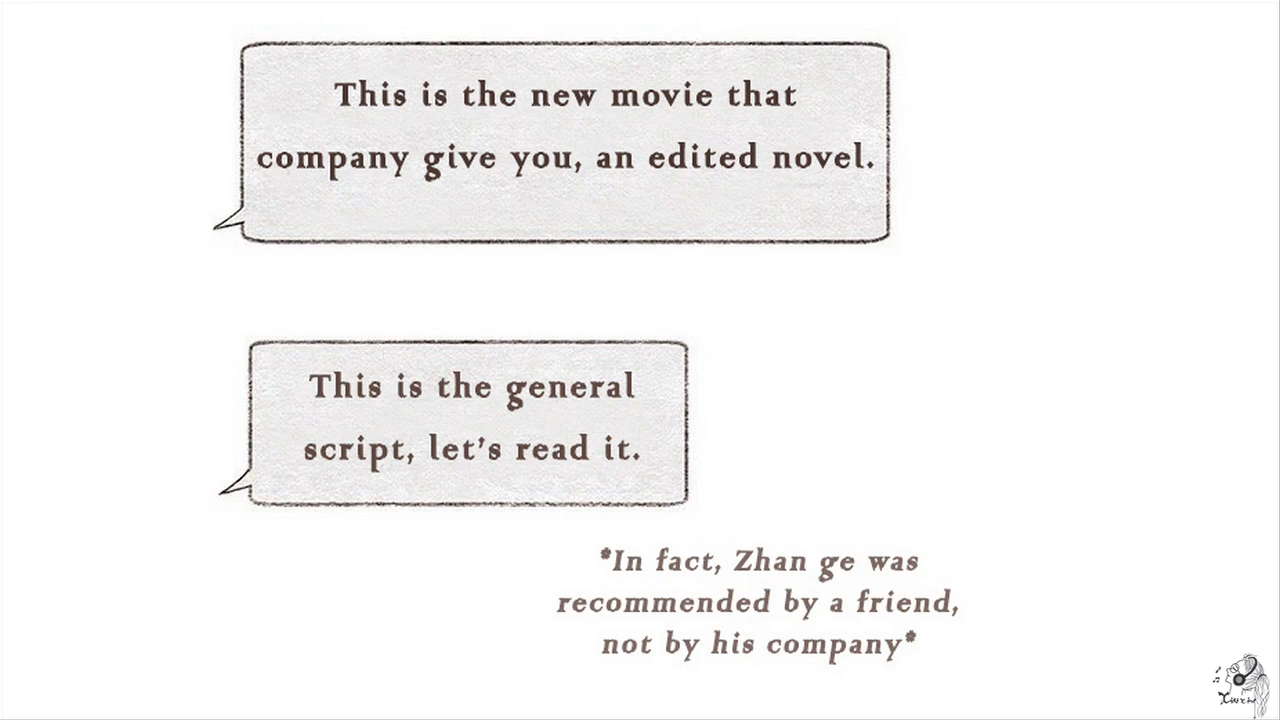 This is the new movie that
company give you, an edited novel.
This is the general
script, let's read it.
*In fact, Zhan ge was
recommended by a friend,
not by his company*